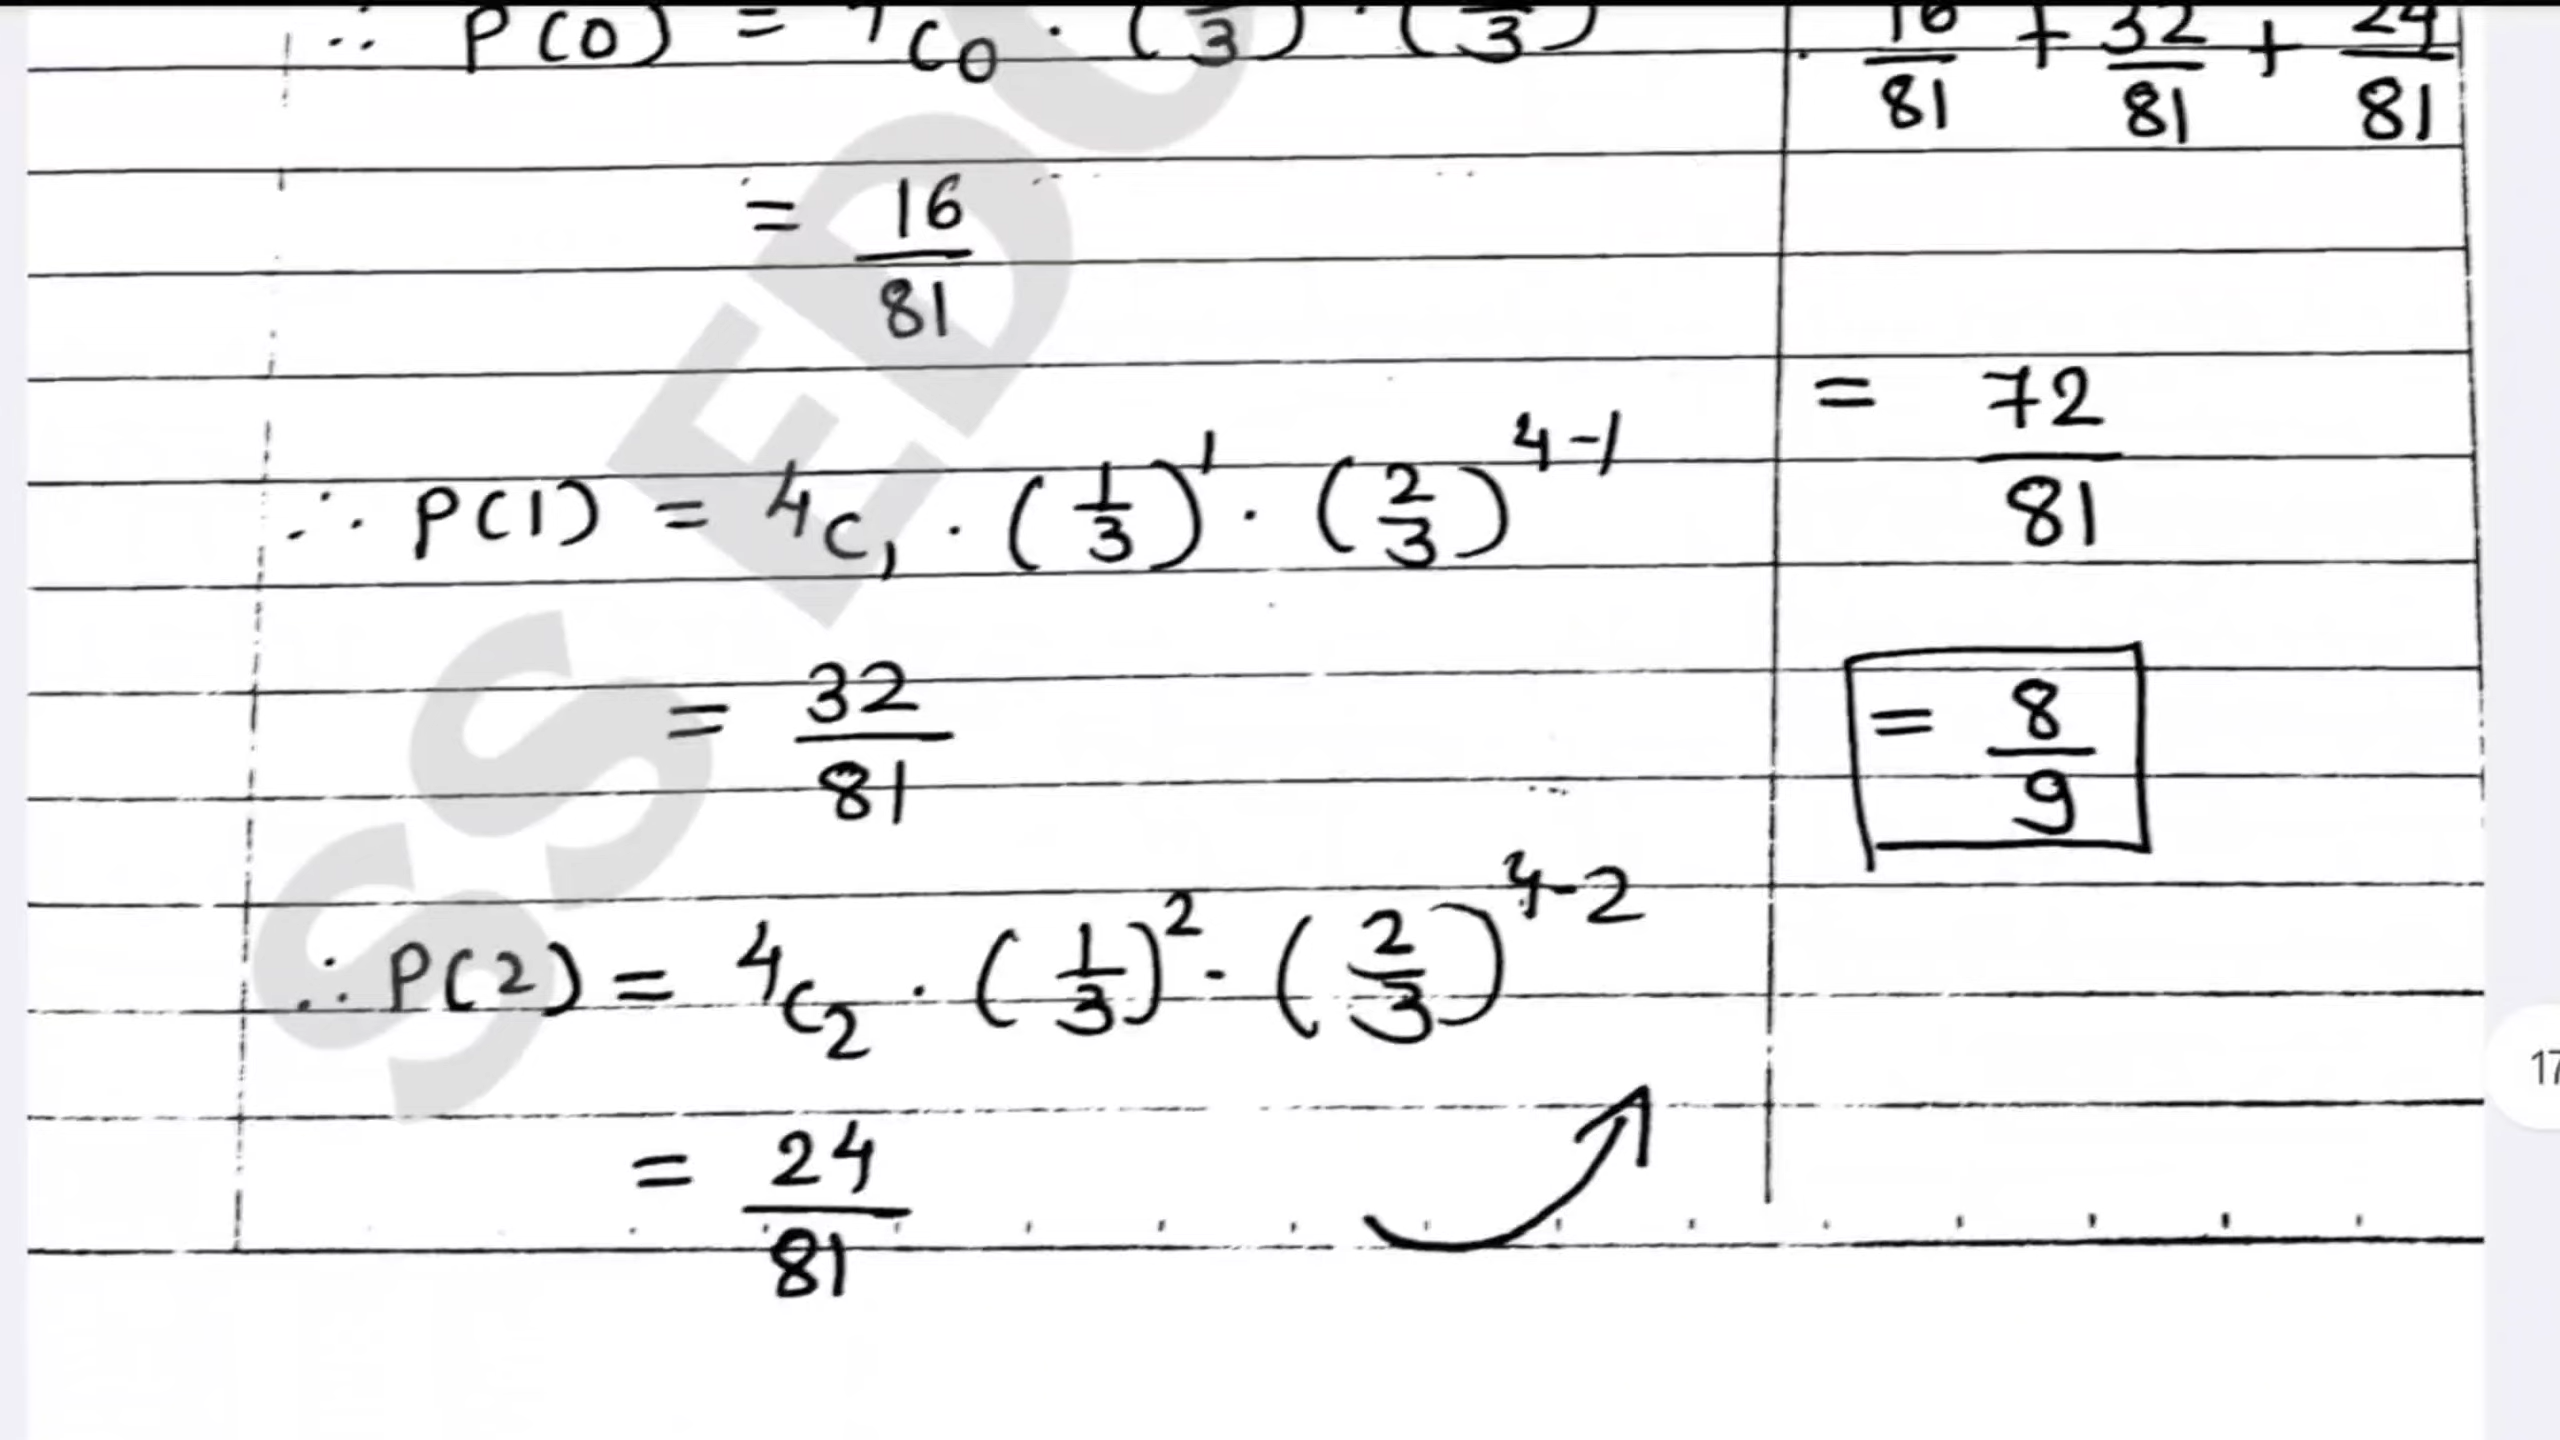 ∴ P(0) = 4C0 · (1/3) · (2/3)
= 16/81
∴ P(1) = 4C1 · (1/3)^1 · (2/3)^4-1
= 32/81
∴ P(2) = 4C2 · (1/3)^2 · (2/3)^4-2
= 24/81
16/81 + 32/81 + 24/81
= 72/81
= 8/9
SS EDU
17